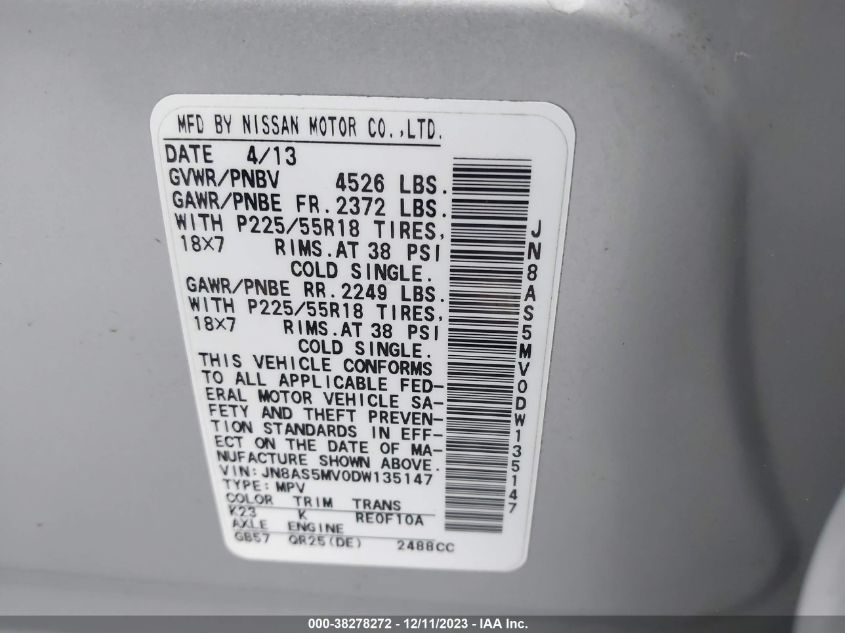 MFD BY NISSAN MOTOR CO.,LTD.
DATE 4/13
GVWR/PNBV 4526 LBS.
GAWR/PNBE FR. 2372 LBS.
WITH P225/55R18 TIRES,
18X7 RIMS.AT 38 PSI
COLD SINGLE.
GAWR/PNBE RR. 2249 LBS.
WITH P225/55R18 TIRES,
18X7 RIMS.AT 38 PSI
COLD SINGLE.
THIS VEHICLE CONFORMS
TO ALL APPLICABLE FED-
ERAL MOTOR VEHICLE SA-
FETY AND THEFT PREVEN-
TION STANDARDS IN EFF-
ECT ON THE DATE OF MA-
NUFACTURE SHOWN ABOVE.
VIN: JN8AS5MV0DW135147
TYPE: MPV
COLOR TRIM TRANS
K23 K RE0F10A
AXLE ENGINE
GB57 QR25(DE) 2488CC
JN8AS5MV0DW135147
000-38278272 - 12/11/2023 - IAA Inc.